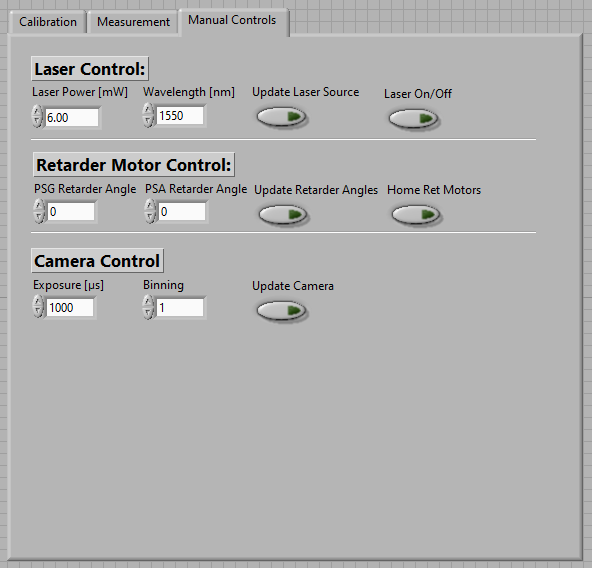 Calibration Measurement Manual Controls
Laser Control:
Laser Power [mW] Wavelength [nm] Update Laser Source Laser On/Off
6.00 1550
Retarder Motor Control:
PSG Retarder Angle PSA Retarder Angle Update Retarder Angles Home Ret Motors
0 0
Camera Control
Exposure [µs] Binning Update Camera
1000 1